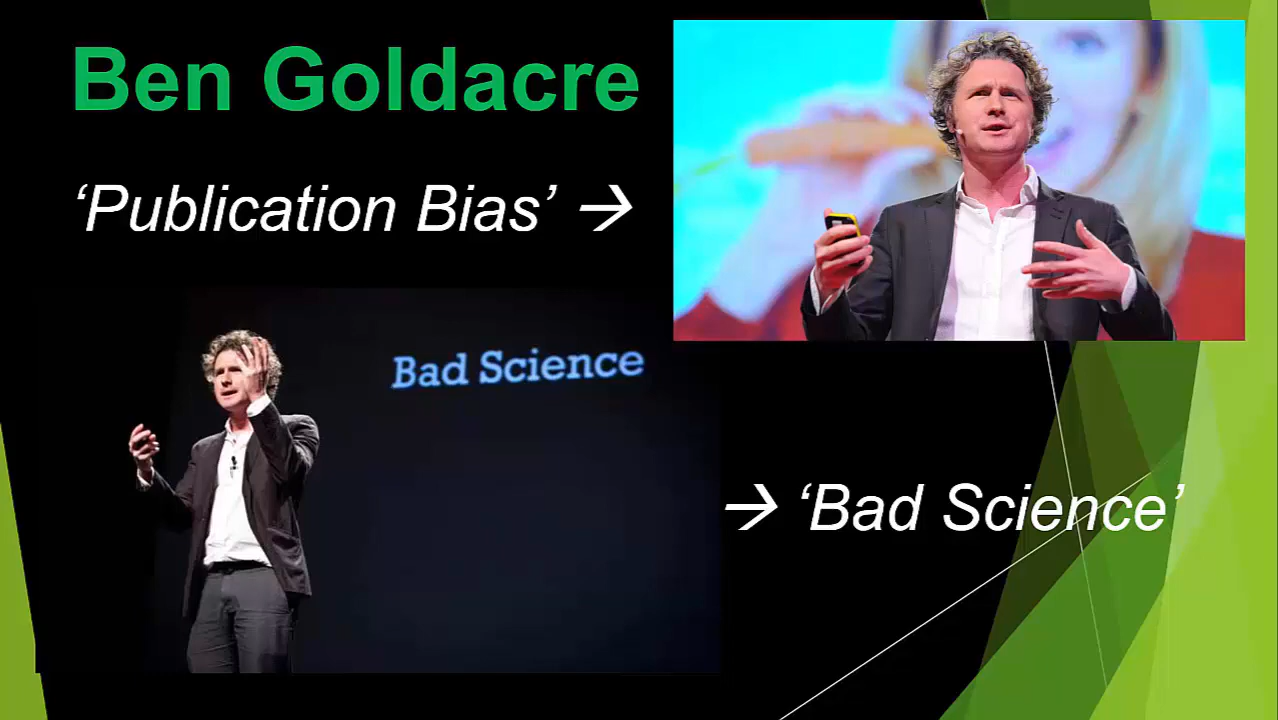 Ben Goldacre
‘Publication Bias’ →
Bad Science
→ ‘Bad Science’